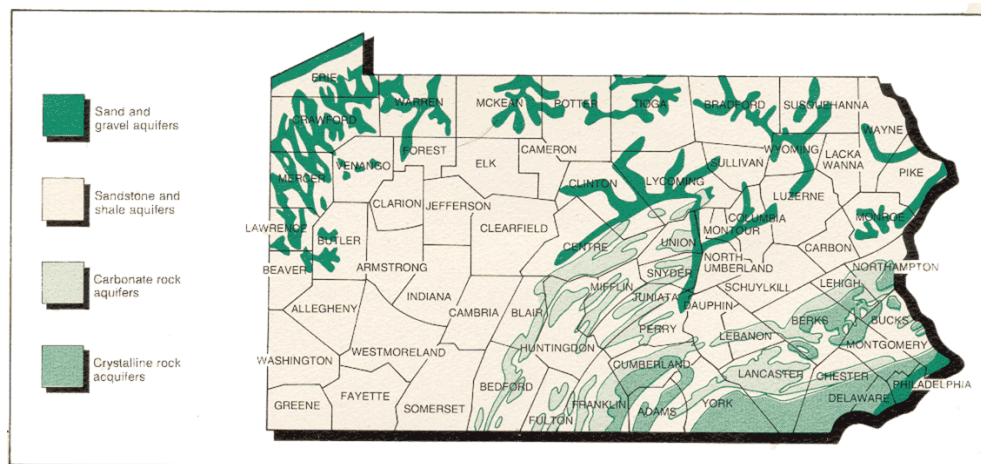 Sand and
gravel aquifers
Sandstone and
shale aquifers
Carbonate rock
aquifers
Crystalline rock
acquifers
ERIE
CRAWFORD
WARREN
MCKEAN
POTTER
TIOGA
BRADFORD
SUSQUEHANNA
WAYNE
FOREST
VENANGO
ELK
CAMERON
SULLIVAN
WYOMING
LACKA
WANNA
PIKE
MERCER
CLARION
JEFFERSON
CLINTON
LYCOMING
LUZERNE
LAWRENCE
BUTLER
CLEARFIELD
CENTRE
UNION
COLUMBIA
MONTOUR
MONROE
CARBON
BEAVER
ARMSTRONG
SNYDER
NORTH
UMBERLAND
NORTHAMPTON
ALLEGHENY
INDIANA
CAMBRIA
BLAIR
MIFFLIN
JUNIATA
DAUPHIN
SCHUYLKILL
LEHIGH
WASHINGTON
WESTMORELAND
HUNTINGDON
PERRY
LEBANON
BERKS
BUCKS
MONTGOMERY
CUMBERLAND
LANCASTER
CHESTER
PHILADELPHIA
DELAWARE
GREENE
FAYETTE
SOMERSET
BEDFORD
FULTON
FRANKLIN
ADAMS
YORK